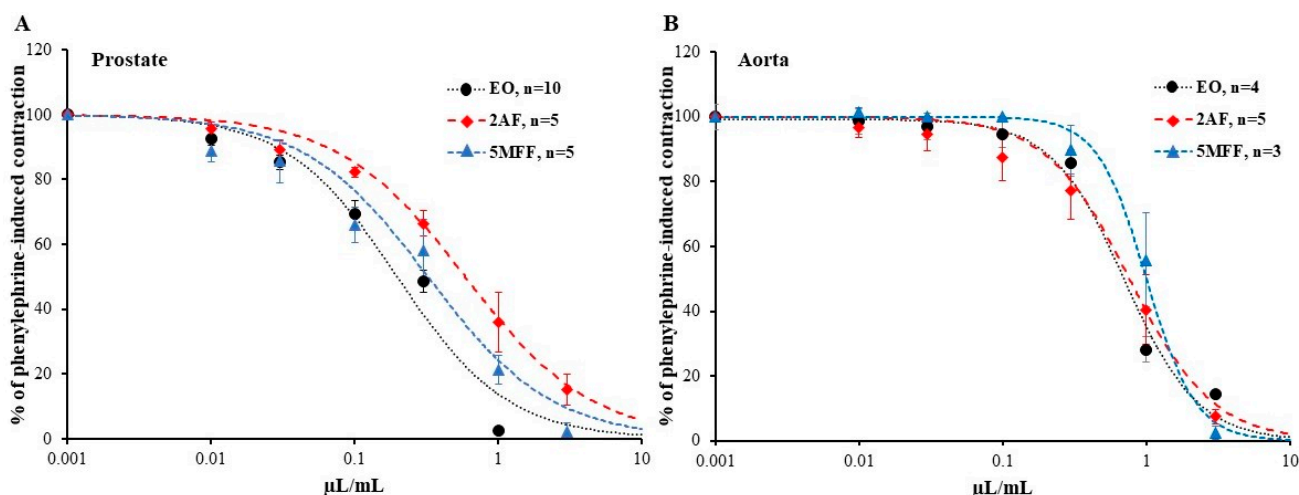 A
% of phenylephrine-induced contraction
120
100
80
60
40
20
0
Prostate
EO, n=10
2AF, n=5
5MFF, n=5
0.001
0.01
0.1
1
10
µL/mL
B
% of phenylephrine-induced contraction
120
100
80
60
40
20
0
Aorta
EO, n=4
2AF, n=5
5MFF, n=3
0.001
0.01
0.1
1
10
µL/mL